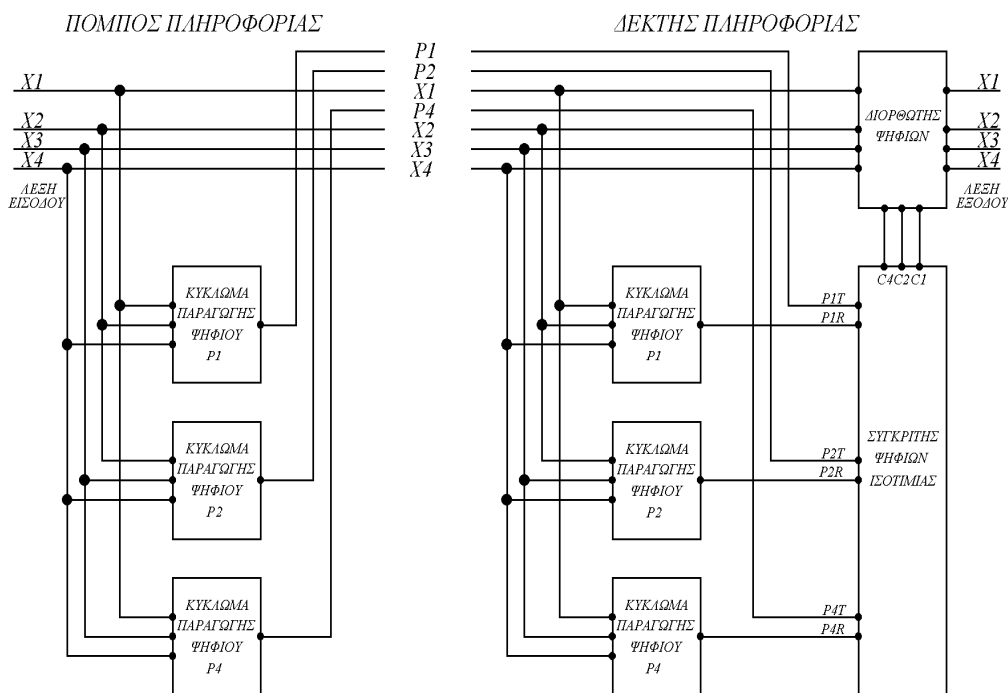 ΠΟΜΠΟΣ ΠΛΗΡΟΦΟΡΙΑΣ
ΔΕΚΤΗΣ ΠΛΗΡΟΦΟΡΙΑΣ
P1
P2
X1
X1
X1
P4
X2
X2
X2
X3
X3
X3
X4
X4
X4
ΔΙΟΡΘΩΤΗΣ
ΨΗΦΙΩΝ
ΛΕΞΗ
ΕΙΣΟΔΟΥ
ΛΕΞΗ
ΕΞΟΔΟΥ
C4 C2 C1
ΚΥΚΛΩΜΑ
ΠΑΡΑΓΩΓΗΣ
ΨΗΦΙΟΥ
P1
ΚΥΚΛΩΜΑ
ΠΑΡΑΓΩΓΗΣ
ΨΗΦΙΟΥ
P1
P1T
P1R
ΚΥΚΛΩΜΑ
ΠΑΡΑΓΩΓΗΣ
ΨΗΦΙΟΥ
P2
ΚΥΚΛΩΜΑ
ΠΑΡΑΓΩΓΗΣ
ΨΗΦΙΟΥ
P2
P2T
P2R
ΣΥΓΚΡΙΤΗΣ
ΨΗΦΙΩΝ
ΙΣΟΤΙΜΙΑΣ
ΚΥΚΛΩΜΑ
ΠΑΡΑΓΩΓΗΣ
ΨΗΦΙΟΥ
P4
ΚΥΚΛΩΜΑ
ΠΑΡΑΓΩΓΗΣ
ΨΗΦΙΟΥ
P4
P4T
P4R